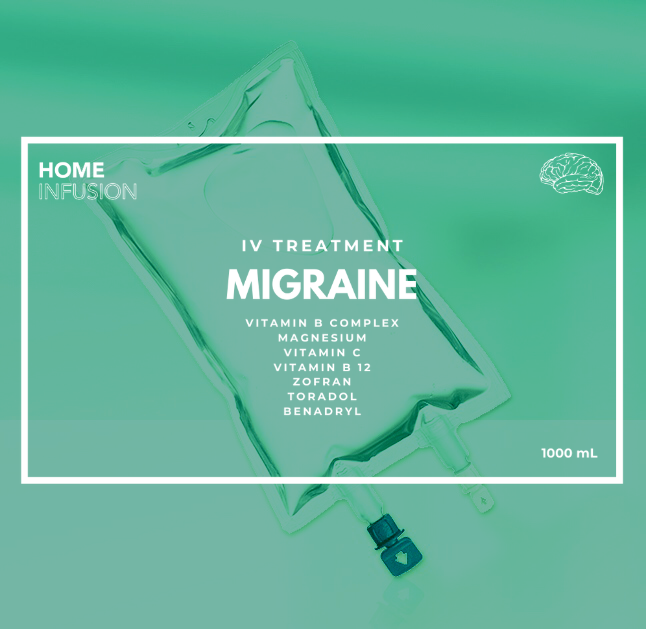 HOME
INFUSION
IV TREATMENT
MIGRAINE
VITAMIN B COMPLEX
MAGNESIUM
VITAMIN C
VITAMIN B 12
ZOFRAN
TORADOL
BENADRYL
1000 mL